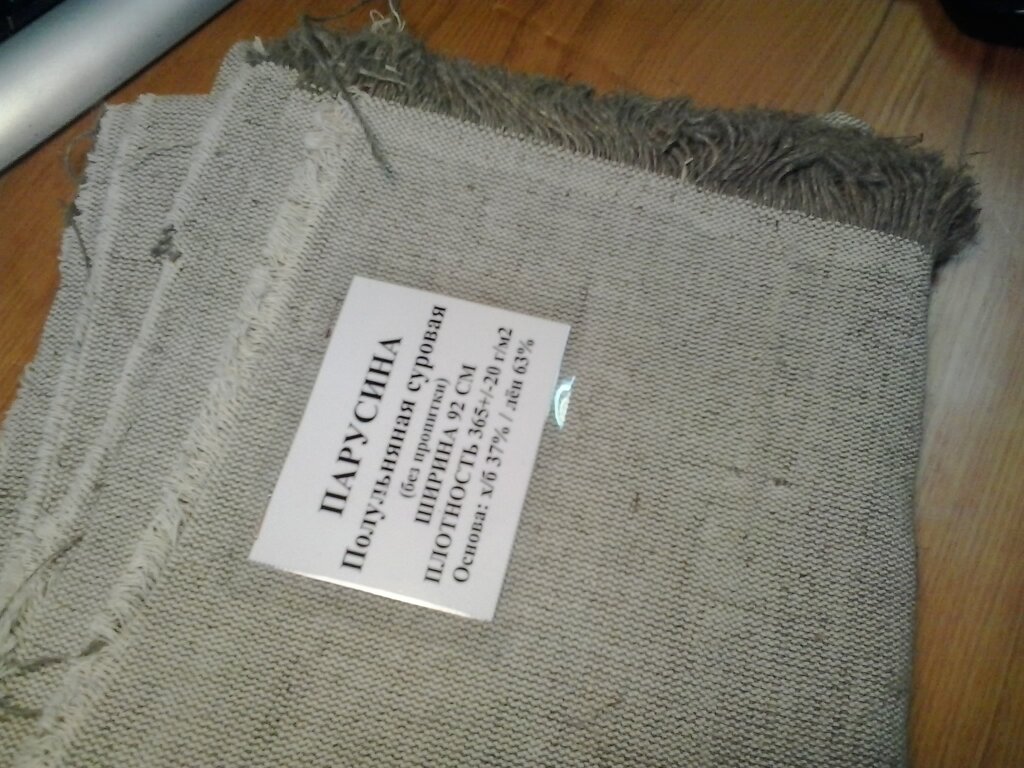 ПАРУСИНА
Полульняная суровая
(без пропитки)
ШИРИНА 92 СМ
ПЛОТНОСТЬ 365+/-20 г/м2
Основа: х/б 37% / лён 63%